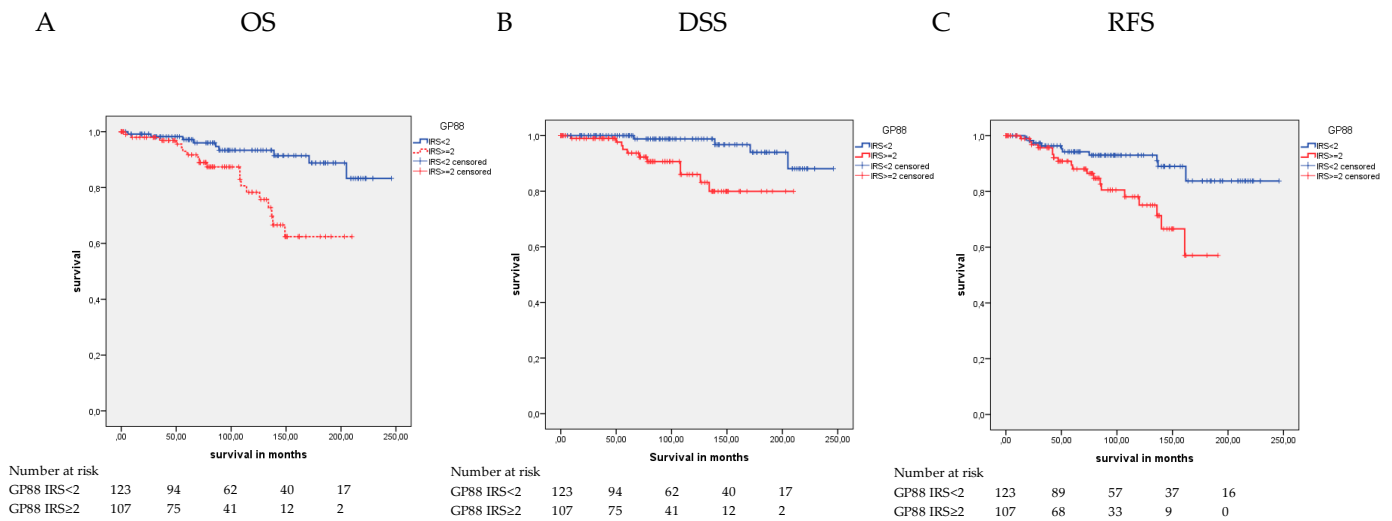 A OS
B DSS
C RFS
GP88
IRS<2
IRS>=2
IRS<2 censored
IRS>=2 censored
survival
1,0
0,8
0,6
0,4
0,2
0,0
,00 50,00 100,00 150,00 200,00 250,00
survival in months
Number at risk
GP88 IRS<2 123 94 62 40 17
GP88 IRS≥2 107 75 41 12 2
GP88
IRS<2
IRS>=2
IRS<2 censored
IRS>=2 censored
survival
1,0
0,8
0,6
0,4
0,2
0,0
,00 50,00 100,00 150,00 200,00 250,00
Survival in months
Number at risk
GP88 IRS<2 123 94 62 40 17
GP88 IRS≥2 107 75 41 12 2
GP88
IRS<2
IRS>=2
IRS<2 censored
IRS>=2 censored
survival
1,0
0,8
0,6
0,4
0,2
0,0
,00 50,00 100,00 150,00 200,00 250,00
survival in months
Number at risk
GP88 IRS<2 123 89 57 37 16
GP88 IRS≥2 107 68 33 9 0